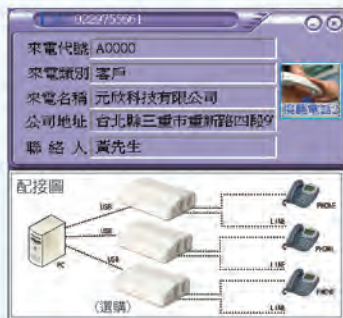 0229755661
來電代號 A0000
來電類別 客戶
來電名稱 元欣科技有限公司
公司地址 台北縣三重市重新路四段9
聯絡人 黃先生
配接圖
USB
USB
USB
PC
(選購)
PHONE
LINE
PHONE
LINE
PHONE
LINE